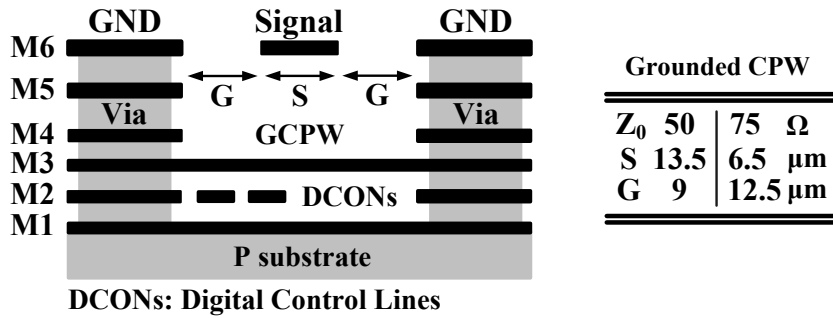 GND Signal GND
M6
G S G
M5
Via Via
M4 GCPW
M3
M2 DCONs
M1
P substrate
DCONs: Digital Control Lines
Grounded CPW
Z0 50 75 Ω
S 13.5 6.5 μm
G 9 12.5 μm